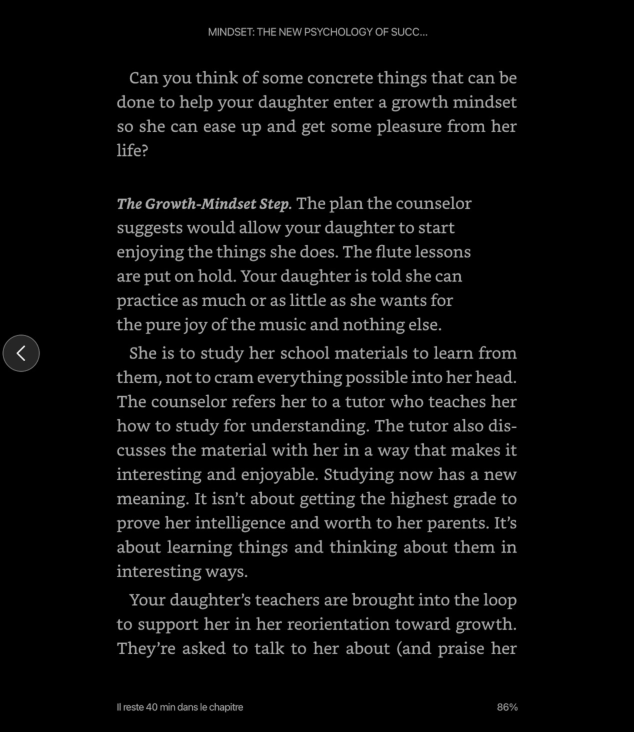 MINDSET: THE NEW PSYCHOLOGY OF SUCC...
Can you think of some concrete things that can be
done to help your daughter enter a growth mindset
so she can ease up and get some pleasure from her
life?
The Growth-Mindset Step. The plan the counselor
suggests would allow your daughter to start
enjoying the things she does. The flute lessons
are put on hold. Your daughter is told she can
practice as much or as little as she wants for
the pure joy of the music and nothing else.
She is to study her school materials to learn from
them, not to cram everything possible into her head.
The counselor refers her to a tutor who teaches her
how to study for understanding. The tutor also dis-
cusses the material with her in a way that makes it
interesting and enjoyable. Studying now has a new
meaning. It isn't about getting the highest grade to
prove her intelligence and worth to her parents. It's
about learning things and thinking about them in
interesting ways.
Your daughter's teachers are brought into the loop
to support her in her reorientation toward growth.
They're asked to talk to her about (and praise her
Il reste 40 min dans le chapitre
86%